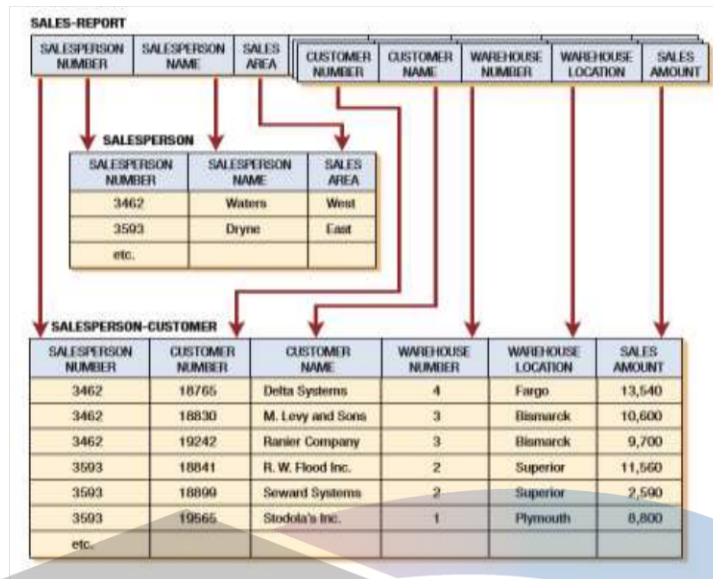 SALES-REPORT
SALESPERSON NUMBER SALESPERSON NAME SALES AREA CUSTOMER NUMBER CUSTOMER NAME WAREHOUSE NUMBER WAREHOUSE LOCATION SALES AMOUNT
SALESPERSON
SALESPERSON NUMBER SALESPERSON NAME SALES AREA
3462 Waters West
3593 Dryne East
etc.
SALESPERSON-CUSTOMER
SALESPERSON NUMBER CUSTOMER NUMBER CUSTOMER NAME WAREHOUSE NUMBER WAREHOUSE LOCATION SALES AMOUNT
3462 18765 Delta Systems 4 Fargo 13,540
3462 18830 M. Levy and Sons 3 Bismarck 10,600
3462 19242 Ranier Company 3 Bismarck 9,700
3593 18841 R. W. Flood Inc. 2 Superior 11,560
3593 18899 Seward Systems 2 Superior 2,590
3593 19565 Stodola's Inc. 1 Plymouth 8,800
etc.